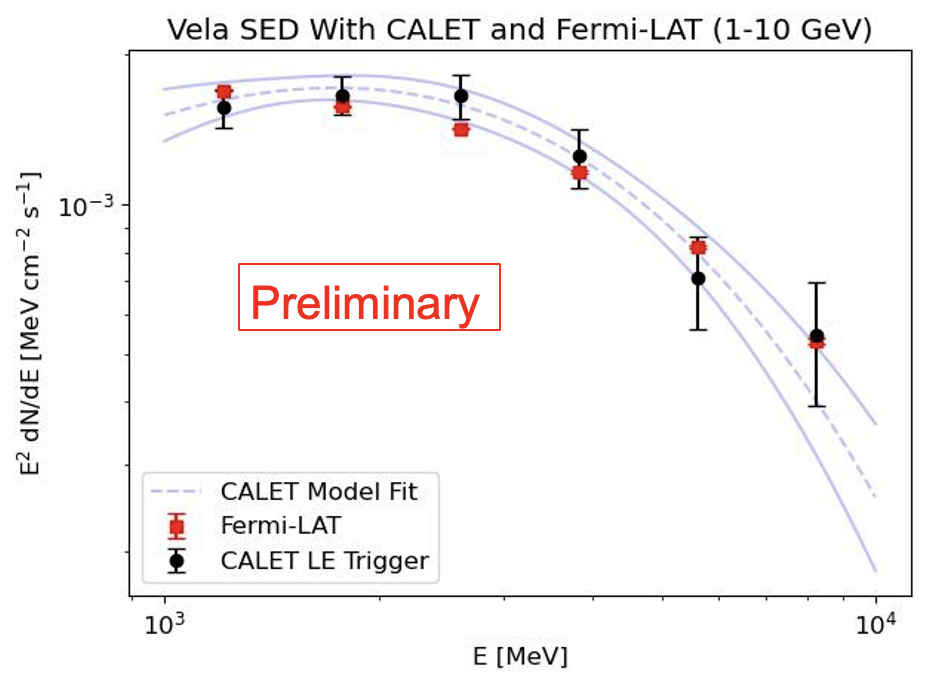 Vela SED With CALET and Fermi-LAT (1-10 GeV)
E² dN/dE [MeV cm⁻² s⁻¹]
10⁻³
Preliminary
CALET Model Fit
Fermi-LAT
CALET LE Trigger
10³
10⁴
E [MeV]